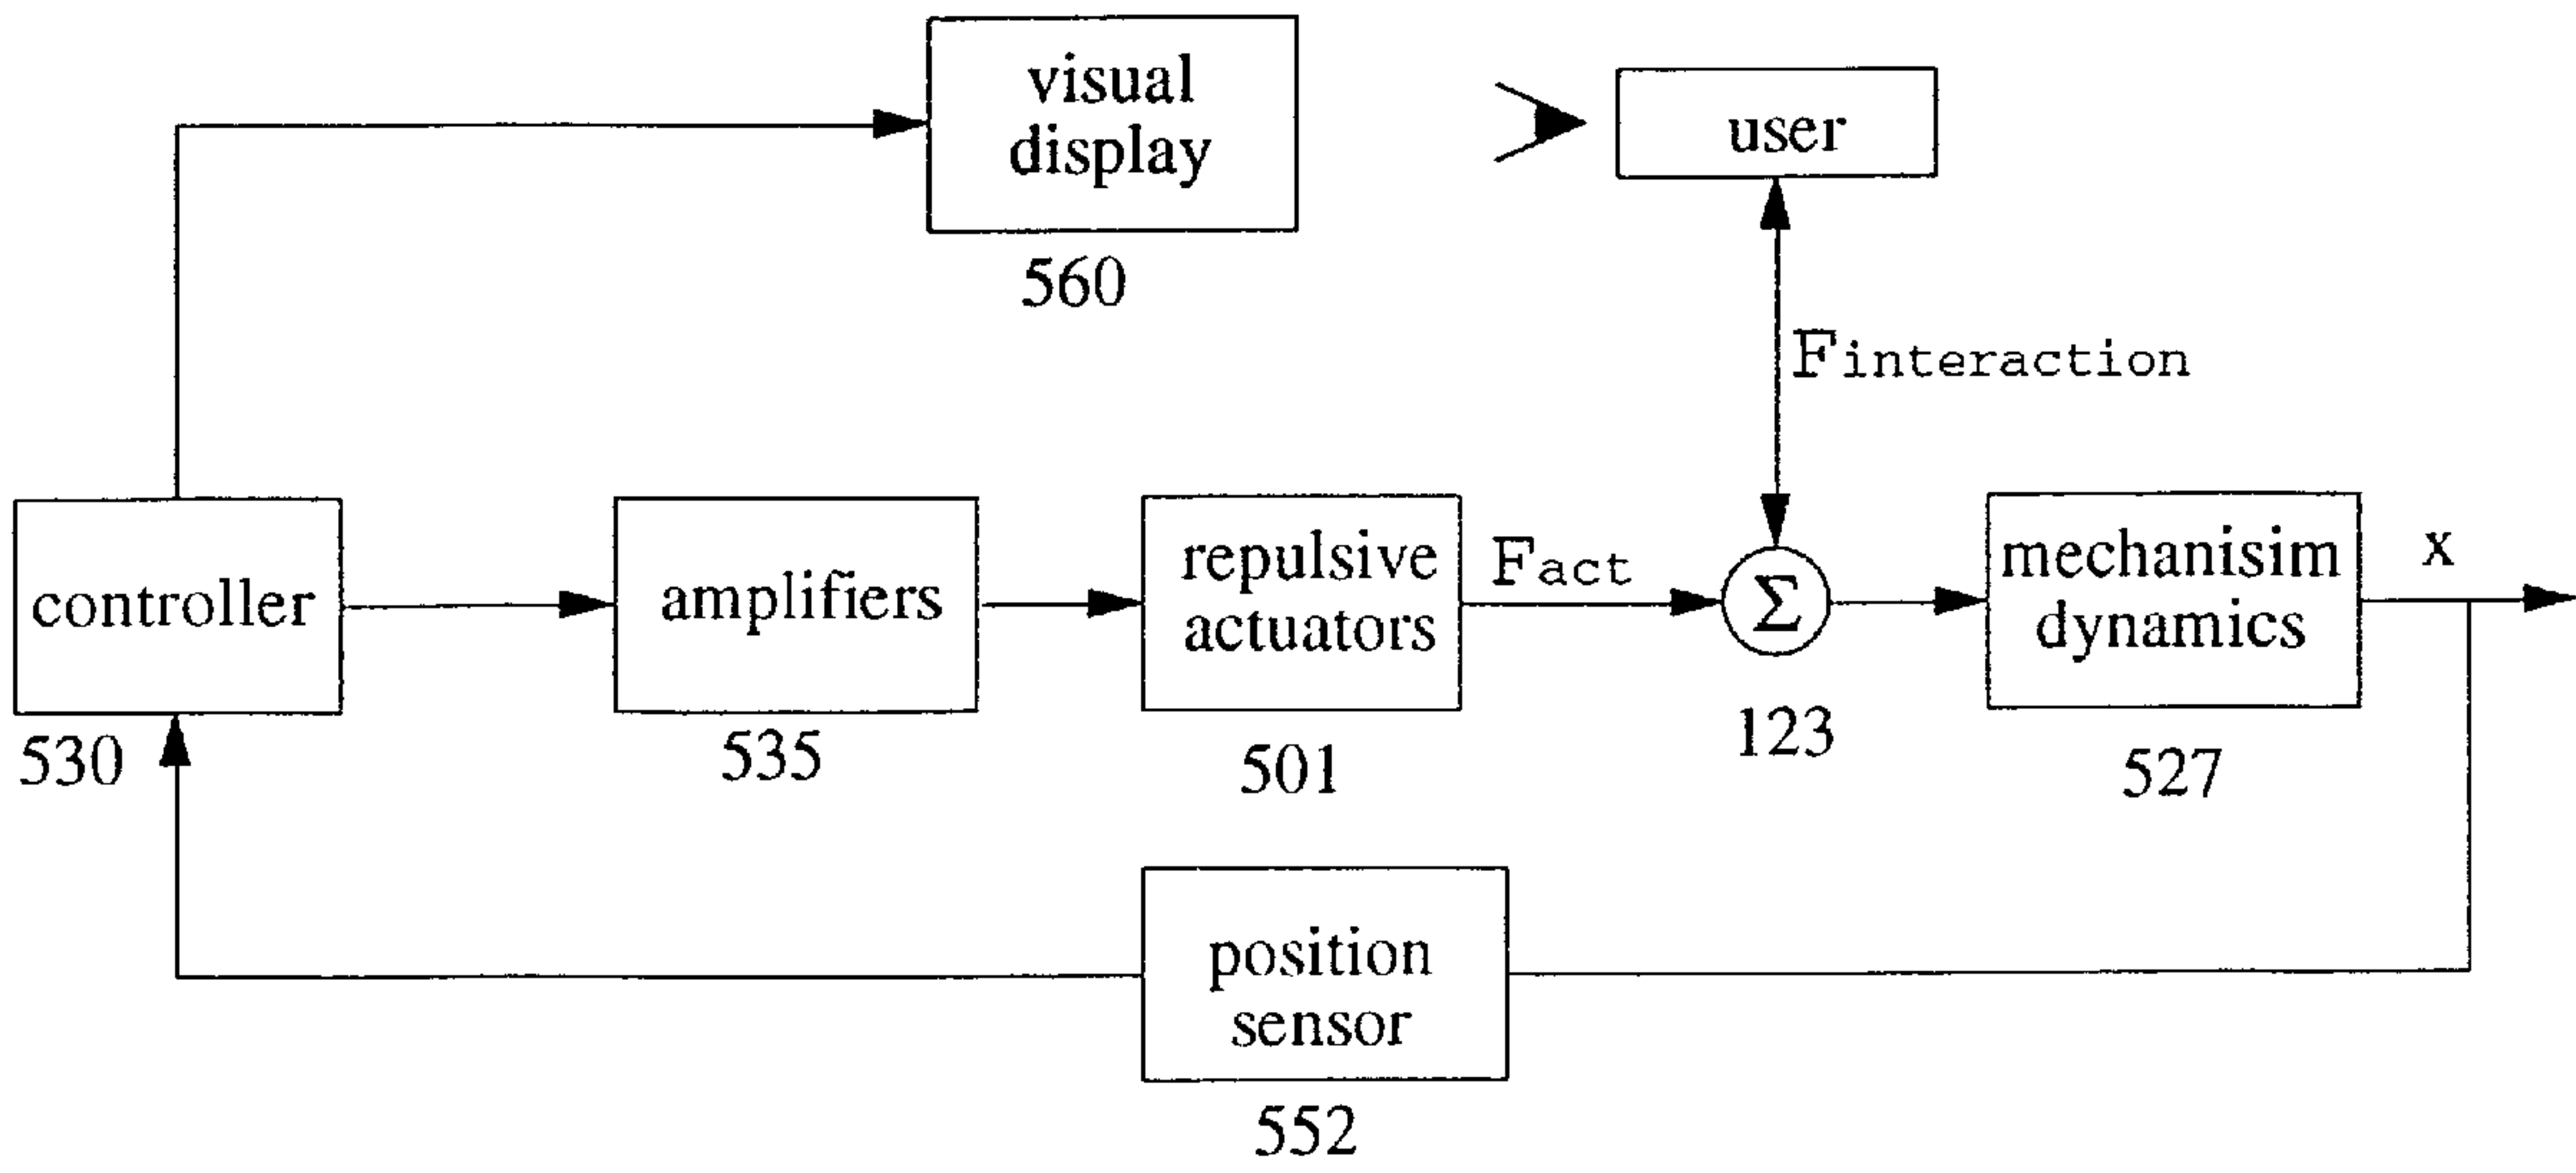 visual
display
560
user
Finteraction
controller
530
amplifiers
535
repulsive
actuators
501
Fact
Σ
123
mechanisim
dynamics
527
x
position
sensor
552